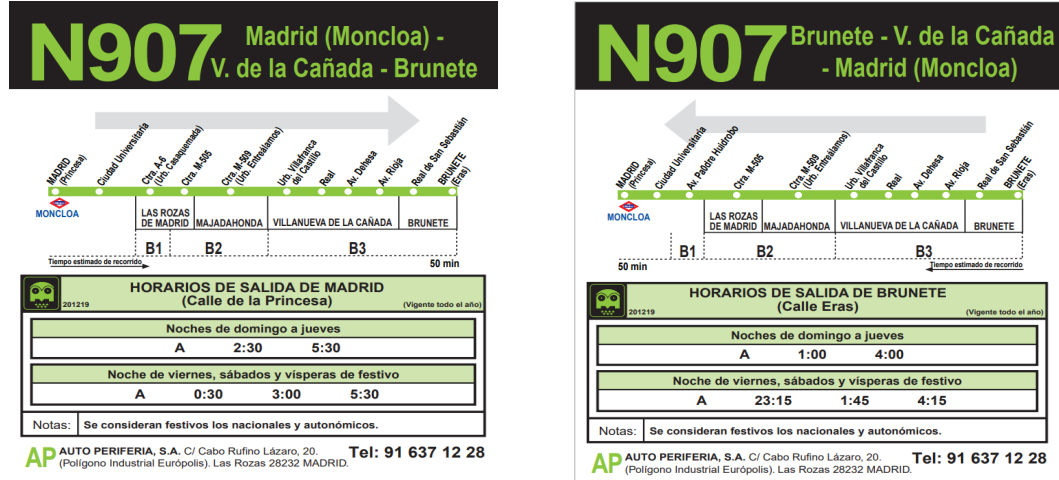 N907
Madrid (Moncloa) -
V. de la Cañada - Brunete
MADRID
(Princesa)
Ciudad Universitaria
Ctra. A-6
(Urb. Casaquemada)
Ctra. M-505
Ctra. M-509
(Urb. Entreálamos)
Urb. Villafranca
del Castillo
Real
Av. Dehesa
Av. Rioja
Real de San Sebastián
BRUNETE
(Eras)
MONCLOA
LAS ROZAS
DE MADRID
MAJADAHONDA
VILLANUEVA DE LA CAÑADA
BRUNETE
B1 B2 B3
Tiempo estimado de recorrido
50 min
201219
HORARIOS DE SALIDA DE MADRID
(Calle de la Princesa)
(Vigente todo el año)
Noches de domingo a jueves
A 2:30 5:30
Noche de viernes, sábados y vísperas de festivo
A 0:30 3:00 5:30
Notas: Se consideran festivos los nacionales y autonómicos.
AP AUTO PERIFERIA, S.A. C/ Cabo Rufino Lázaro, 20. Tel: 91 637 12 28
(Polígono Industrial Európolis). Las Rozas 28232 MADRID.
N907
Brunete - V. de la Cañada
- Madrid (Moncloa)
MADRID
(Princesa)
Ciudad Universitaria
Av. Pabdre Huidrobo
Ctra. M-505
Ctra. M-509
(Urb. Entreálamos)
Urb. Villafranca
del Castillo
Real
Av. Dehesa
Av. Rioja
Real de San Sebastián
BRUNETE
(Eras)
MONCLOA
LAS ROZAS
DE MADRID
MAJADAHONDA
VILLANUEVA DE LA CAÑADA
BRUNETE
B1 B2 B3
50 min
Tiempo estimado de recorrido
201219
HORARIOS DE SALIDA DE BRUNETE
(Calle Eras)
(Vigente todo el año)
Noches de domingo a jueves
A 1:00 4:00
Noche de viernes, sábados y vísperas de festivo
A 23:15 1:45 4:15
Notas: Se consideran festivos los nacionales y autonómicos.
AP AUTO PERIFERIA, S.A. C/ Cabo Rufino Lázaro, 20. Tel: 91 637 12 28
(Polígono Industrial Európolis). Las Rozas 28232 MADRID.